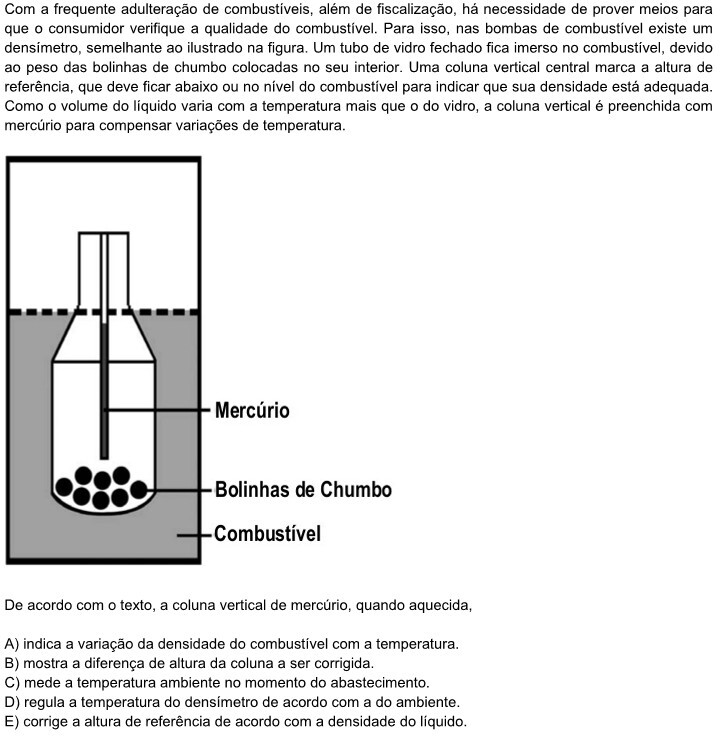 Com a frequente adulteração de combustíveis, além de fiscalização, há necessidade de prover meios para
que o consumidor verifique a qualidade do combustível. Para isso, nas bombas de combustível existe um
densímetro, semelhante ao ilustrado na figura. Um tubo de vidro fechado fica imerso no combustível, devido
ao peso das bolinhas de chumbo colocadas no seu interior. Uma coluna vertical central marca a altura de
referência, que deve ficar abaixo ou no nível do combustível para indicar que sua densidade está adequada.
Como o volume do líquido varia com a temperatura mais que o do vidro, a coluna vertical é preenchida com
mercúrio para compensar variações de temperatura.
Mercúrio
Bolinhas de Chumbo
Combustível
De acordo com o texto, a coluna vertical de mercúrio, quando aquecida,
A) indica a variação da densidade do combustível com a temperatura.
B) mostra a diferença de altura da coluna a ser corrigida.
C) mede a temperatura ambiente no momento do abastecimento.
D) regula a temperatura do densímetro de acordo com a do ambiente.
E) corrige a altura de referência de acordo com a densidade do líquido.